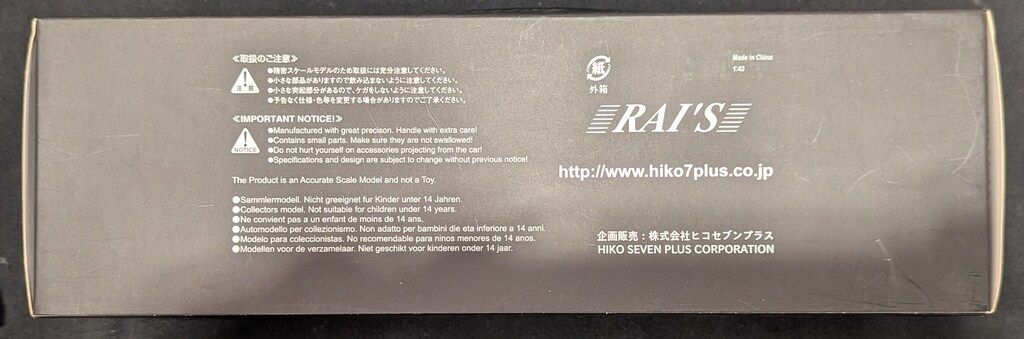 ≪取扱のご注意≫
注意
●精密スケールモデルのため取扱には充分注意してください。
●小さな部品がありますので飲み込まないように注意してください。
●小さな突起部分があるので、ケガをしないように注意してください。
●予告なく仕様・色等を変更する場合がありますのでご了承ください。
≪IMPORTANT NOTICE!≫
NOTICE
●Manufactured with great precison. Handle with extra care!
●Contains small parts. Make sure they are not swallowed!
●Do not hurt yourself on accessories projecting from the car!
●Specifications and design are subject to change without previous notice!
The Product is an Accurate Scale Model and not a Toy.
●Sammlermodell. Nicht greeignet fur Kinder unter 14 Jahren.
●Collectors model. Not suitable for children under 14 years.
●Ne convient pas a un enfant de moins de 14 ans,
●Automodello per collezionismo. Non adatto per bambini die eta inferiore a 14 anni.
●Modelo para coleccionistas. No recomendable para ninos menores de 14 anos.
●Modellen voor de verzamelaar. Niet geschikt voor kinderen onder 14 jaar.
紙
外箱
Made in China
1:43
RAI'S
http://www.hiko7plus.co.jp
企画販売：株式会社ヒコセブンプラス
HIKO SEVEN PLUS CORPORATION